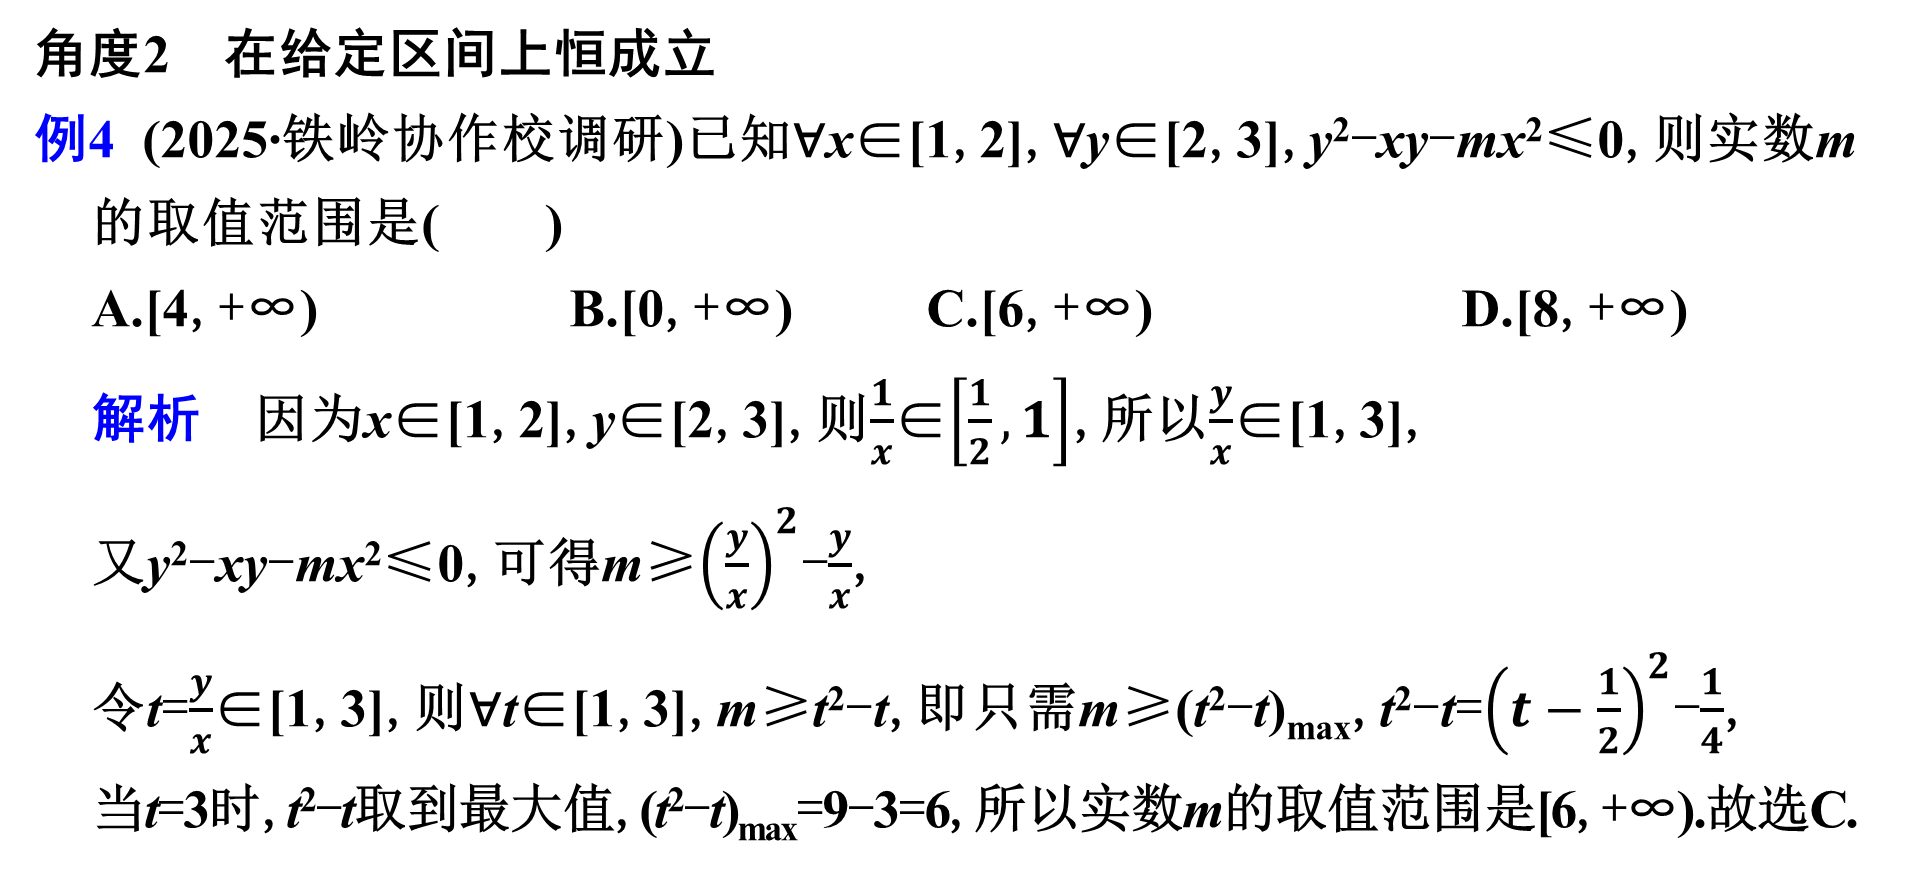 角度2　在给定区间上恒成立
例4 (2025·铁岭协作校调研)已知∀x∈[1, 2], ∀y∈[2, 3], y²−xy−mx²≤0, 则实数m
的取值范围是(　　)
A.[4, +∞)　　B.[0, +∞)　　C.[6, +∞)　　D.[8, +∞)
解析　因为x∈[1, 2], y∈[2, 3], 则1/x∈[1/2, 1], 所以y/x∈[1, 3],
又y²−xy−mx²≤0, 可得m≥(y/x)²−y/x,
令t=y/x∈[1, 3], 则∀t∈[1, 3], m≥t²−t, 即只需m≥(t²−t)max, t²−t=(t−1/2)²−1/4,
当t=3时, t²−t取到最大值, (t²−t)max=9−3=6, 所以实数m的取值范围是[6, +∞).故选C.